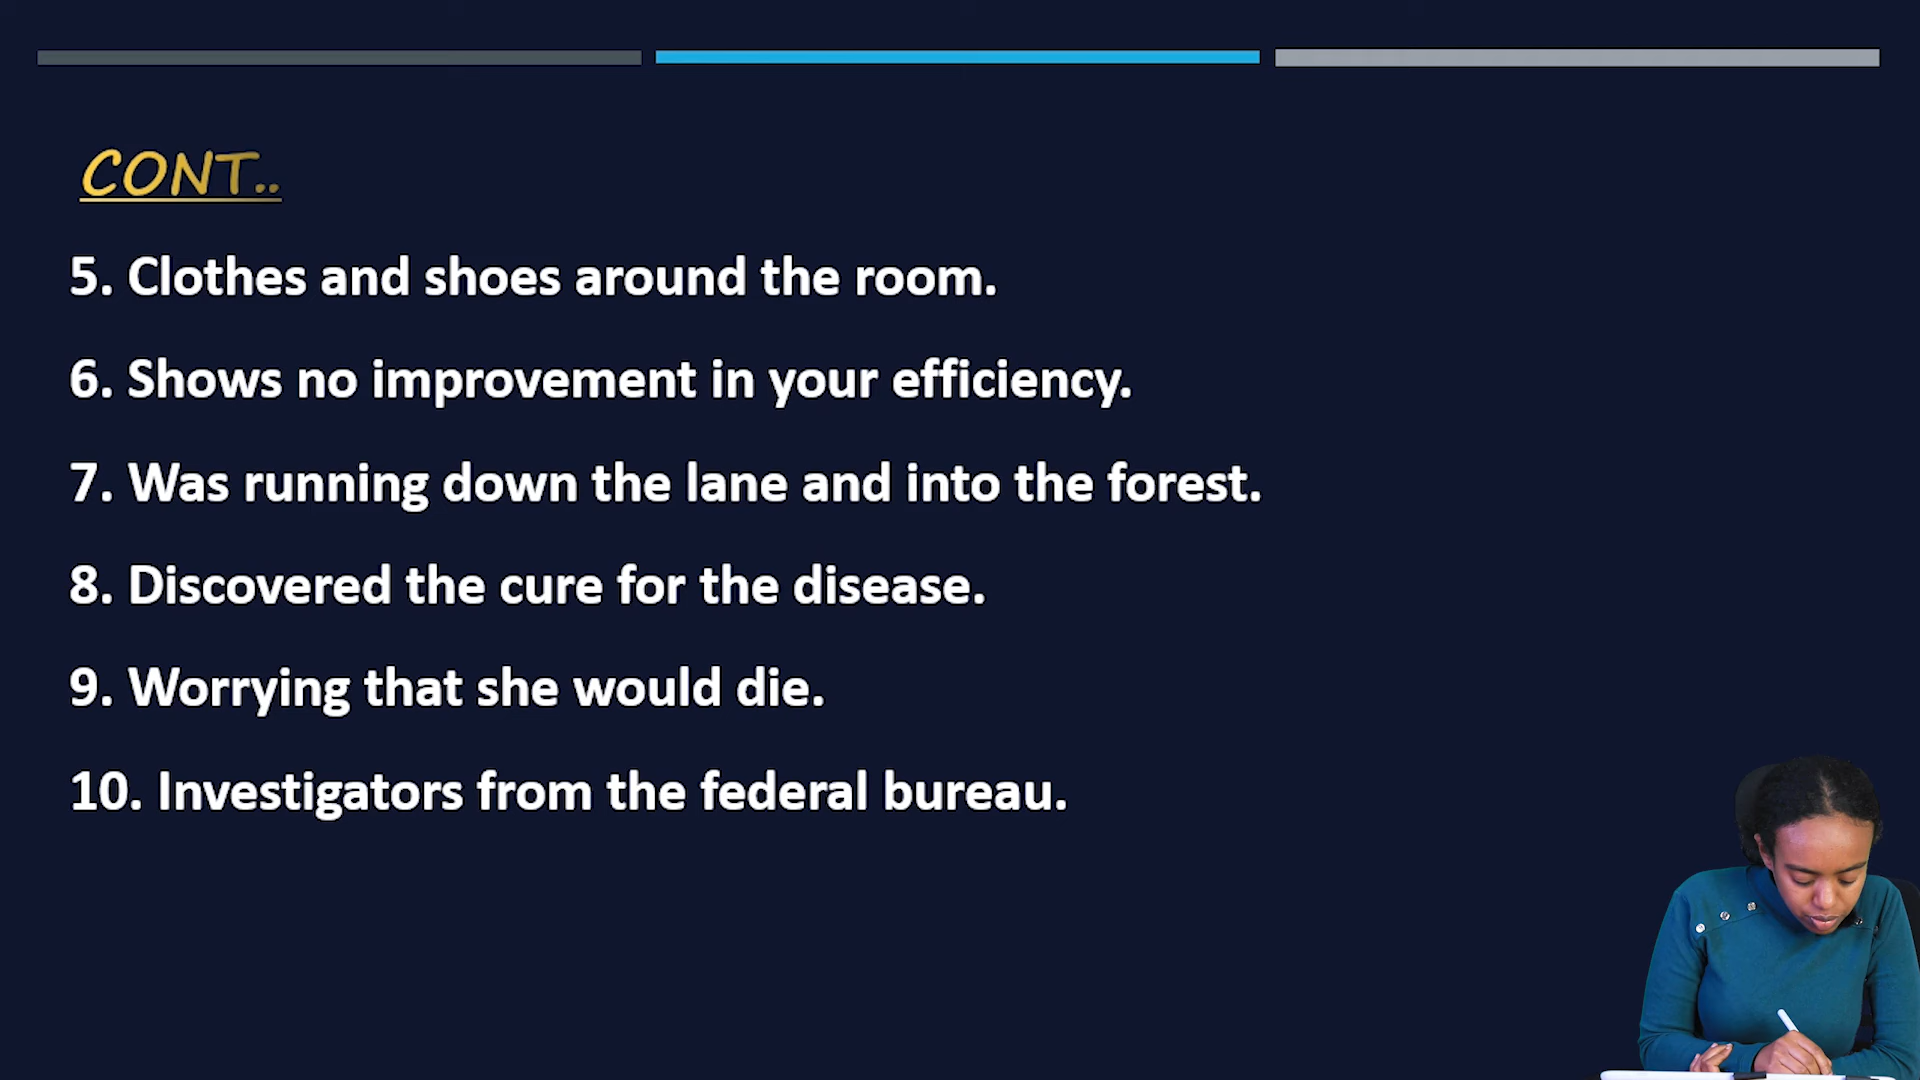 CONT..
5. Clothes and shoes around the room.
6. Shows no improvement in your efficiency.
7. Was running down the lane and into the forest.
8. Discovered the cure for the disease.
9. Worrying that she would die.
10. Investigators from the federal bureau.